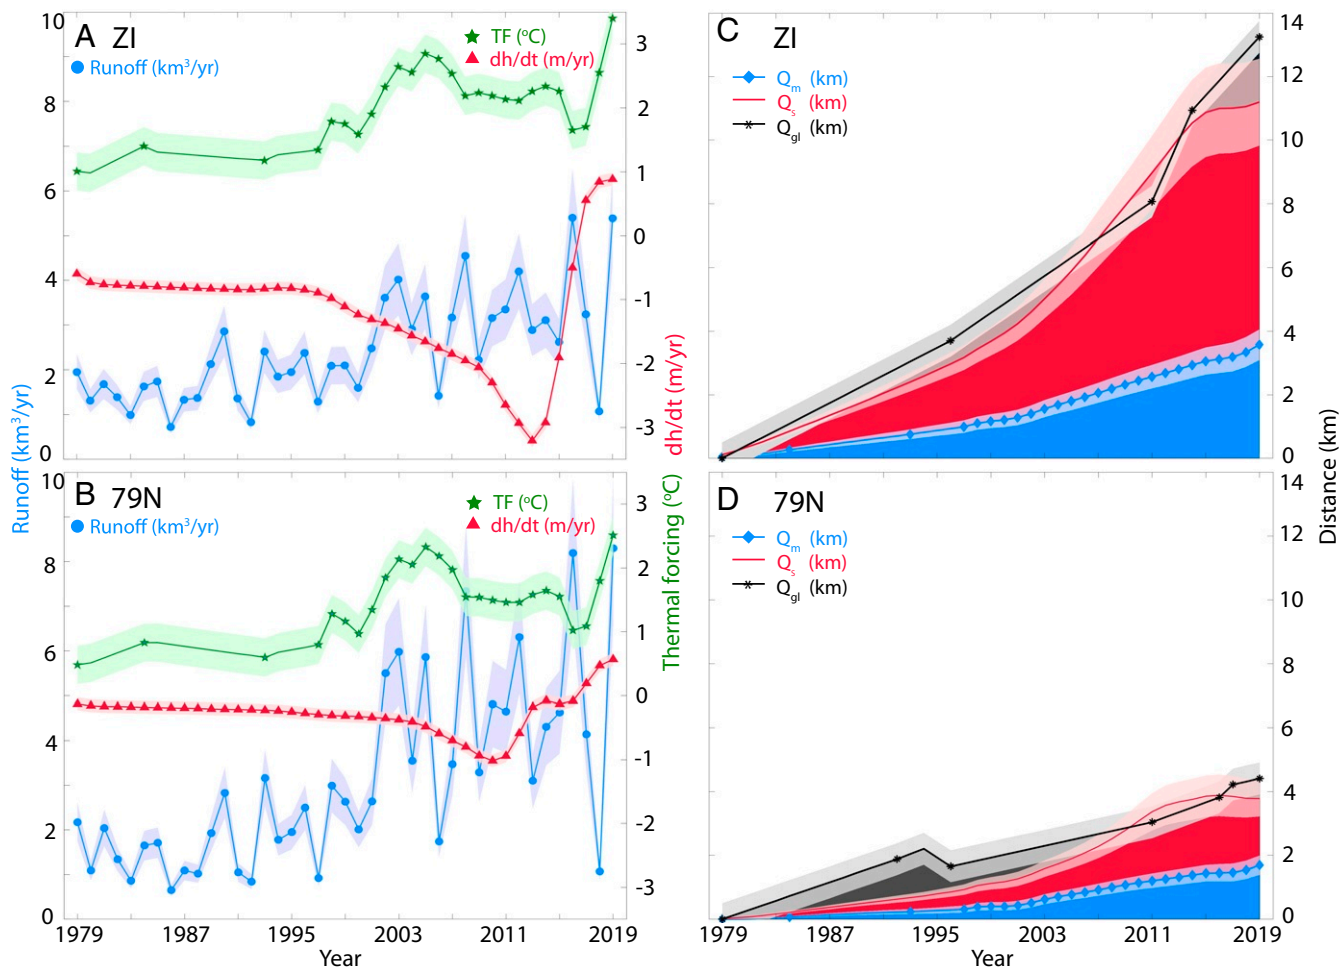 A ZI
Runoff (km³/yr)
TF (ºC)
dh/dt (m/yr)
10
8
6
4
2
0
3
2
1
0
-1
-2
-3
C ZI
Qm (km)
Qs (km)
Qgl (km)
14
12
10
8
6
4
2
0
Runoff (km³/yr)
dh/dt (m/yr)
Thermal forcing (ºC)
Distance (km)
B 79N
Runoff (km³/yr)
TF (ºC)
dh/dt (m/yr)
10
8
6
4
2
0
3
2
1
0
-1
-2
-3
1979 1987 1995 2003 2011 2019
Year
D 79N
Qm (km)
Qs (km)
Qgl (km)
14
12
10
8
6
4
2
0
1979 1987 1995 2003 2011 2019
Year